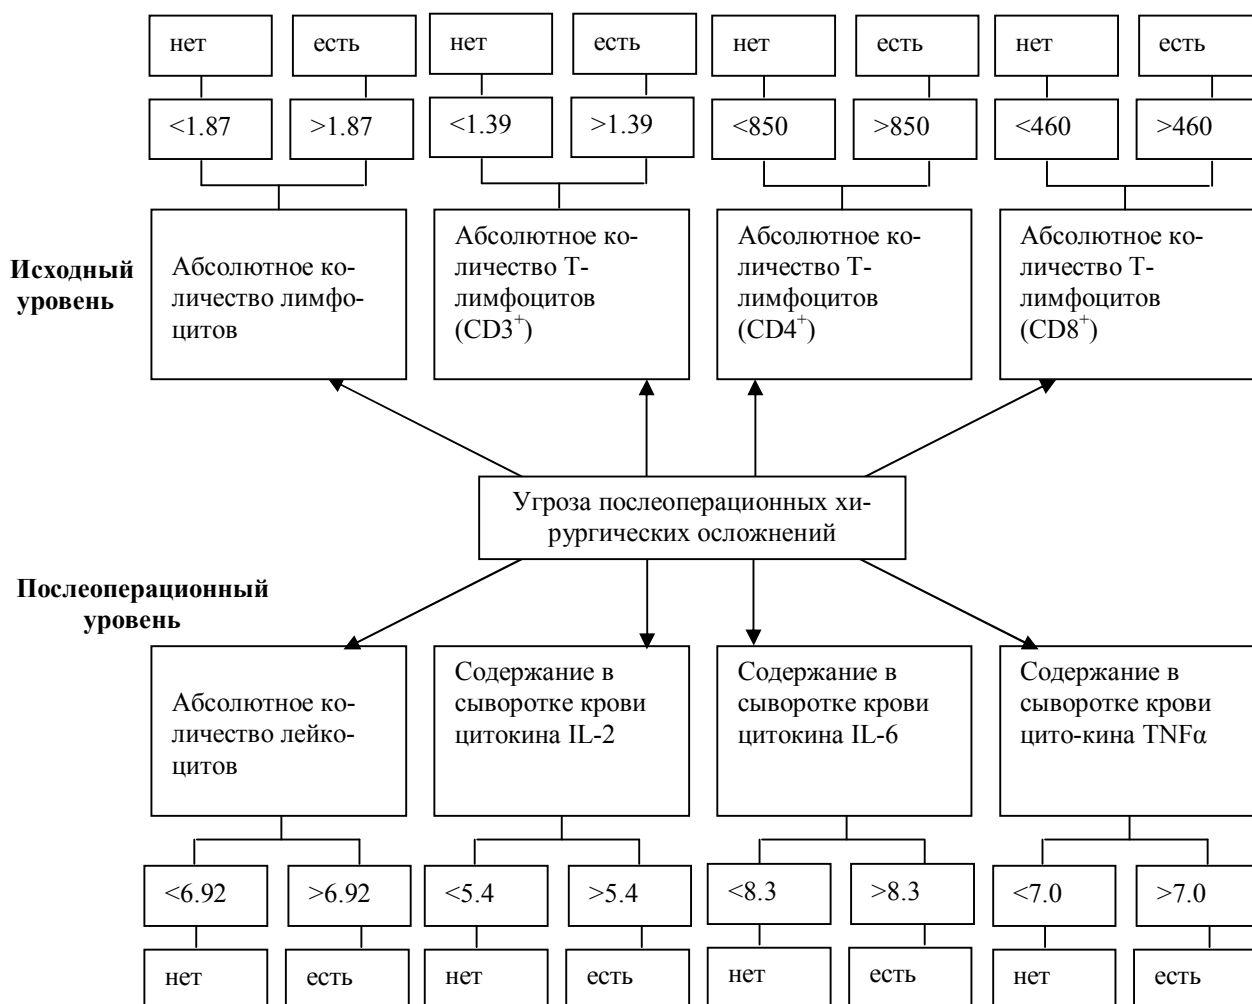 нет
есть
нет
есть
нет
есть
нет
есть
<1.87
>1.87
<1.39
>1.39
<850
>850
<460
>460
Исходный
уровень
Абсолютное ко-
личество лимфо-
цитов
Абсолютное ко-
личество Т-
лимфоцитов
(CD3+)
Абсолютное ко-
личество Т-
лимфоцитов
(CD4+)
Абсолютное ко-
личество Т-
лимфоцитов
(CD8+)
Угроза послеоперационных хи-
рургических осложнений
Послеоперационный
уровень
Абсолютное ко-
личество лейко-
цитов
Содержание в
сыворотке крови
цитокина IL-2
Содержание в
сыворотке крови
цитокина IL-6
Содержание в
сыворотке крови
цито-кина TNFα
<6.92
>6.92
<5.4
>5.4
<8.3
>8.3
<7.0
>7.0
нет
есть
нет
есть
нет
есть
нет
есть